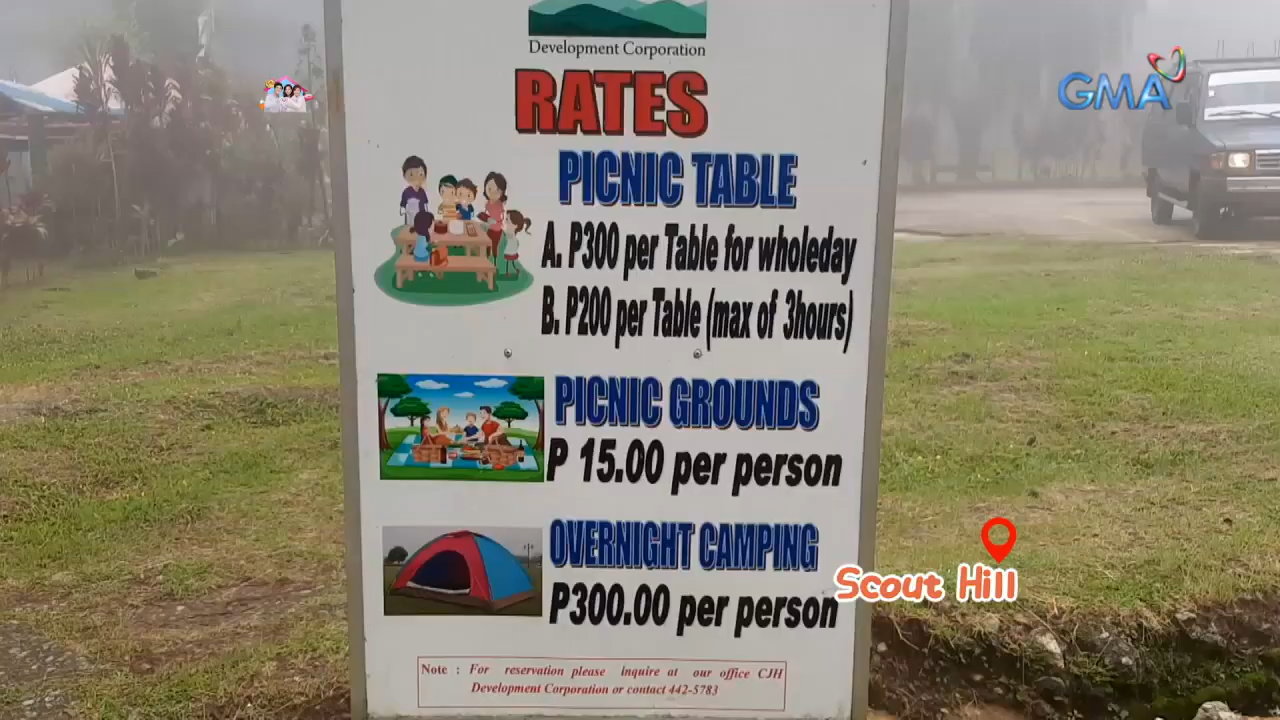 Development Corporation
RATES
GMA
PICNIC TABLE
A. P300 per Table for wholeday
B. P200 per Table (max of 3hours)
PICNIC GROUNDS
P 15.00 per person
OVERNIGHT CAMPING
P300.00 per person
Scout Hill
Note : For reservation please inquire at our office CJH
Development Corporation or contact 442-5783